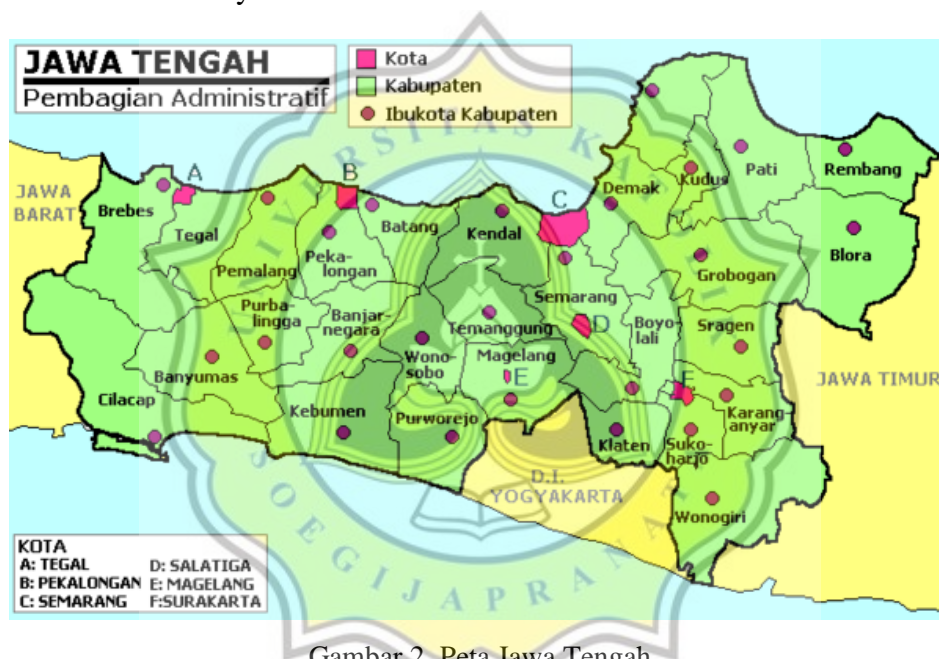 JAWA TENGAH
Pembagian Administratif
Kota
Kabupaten
Ibukota Kabupaten
UNIVERSITAS KATOLIK
SOEGIJAPRANATA
JAWA
BARAT
Brebes
A
Tegal
Pemalang
B
Peka-
longan
Batang
Kendal
C
Demak
Kudus
Pati
Rembang
Blora
Grobogan
Semarang
D
Boyo-
lali
Sragen
Purba-
lingga
Banjar-
negara
Temanggung
Wono-
sobo
Magelang
E
F
Banyumas
Cilacap
Kebumen
Purworejo
Klaten
Suko-
harjo
Karang-
anyar
Wonogiri
JAWA TIMUR
D.I.
YOGYAKARTA
KOTA
A: TEGAL D: SALATIGA
B: PEKALONGAN E: MAGELANG
C: SEMARANG F:SURAKARTA
Gambar 2. Peta Jawa Tengah